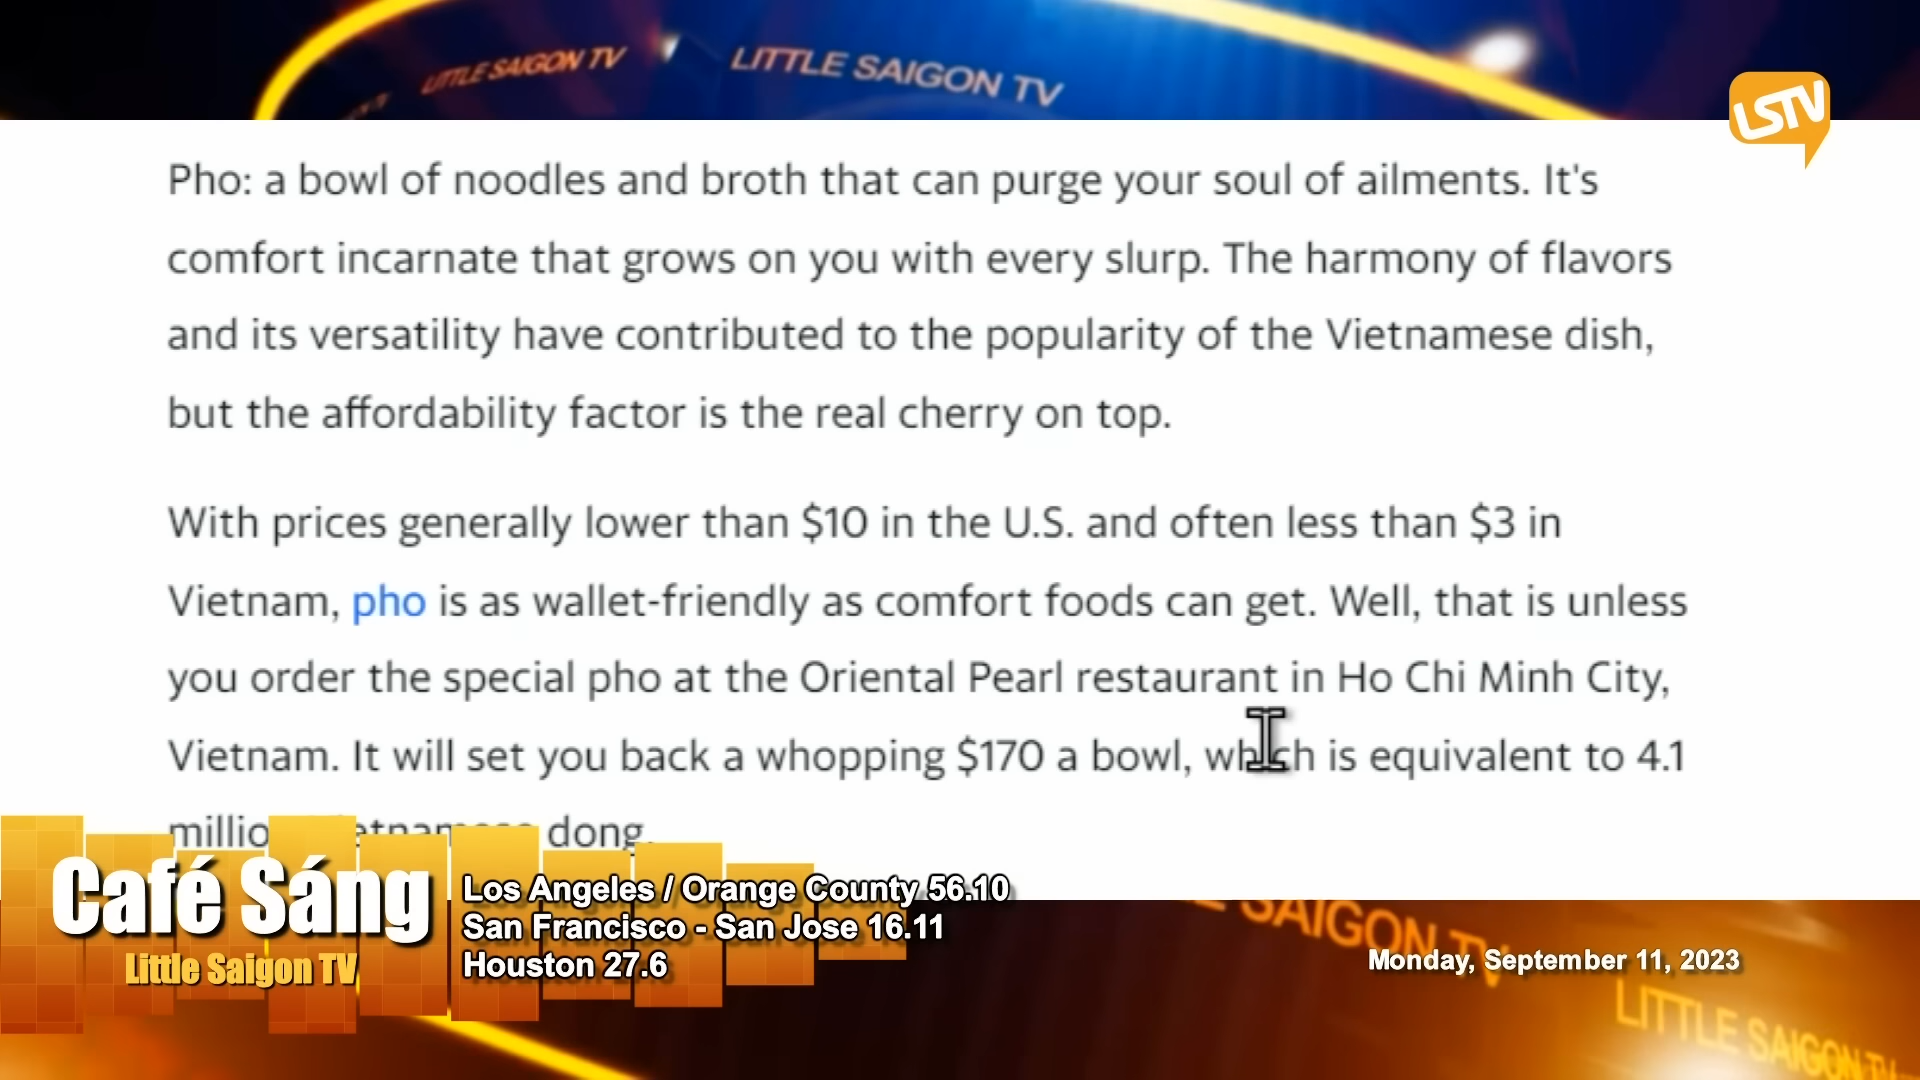 LITTLE SAIGON TV
LITTLE SAIGON TV
LSTV
Pho: a bowl of noodles and broth that can purge your soul of ailments. It's
comfort incarnate that grows on you with every slurp. The harmony of flavors
and its versatility have contributed to the popularity of the Vietnamese dish,
but the affordability factor is the real cherry on top.
With prices generally lower than $10 in the U.S. and often less than $3 in
Vietnam, pho is as wallet-friendly as comfort foods can get. Well, that is unless
you order the special pho at the Oriental Pearl restaurant in Ho Chi Minh City,
Vietnam. It will set you back a whopping $170 a bowl, which is equivalent to 4.1
dong.
Café Sáng
Little Saigon TV
Los Angeles / Orange County 56.10
San Francisco - San Jose 16.11
Houston 27.6
SAIGON TV
Monday, September 11, 2023
LITTLE SAIGON TV